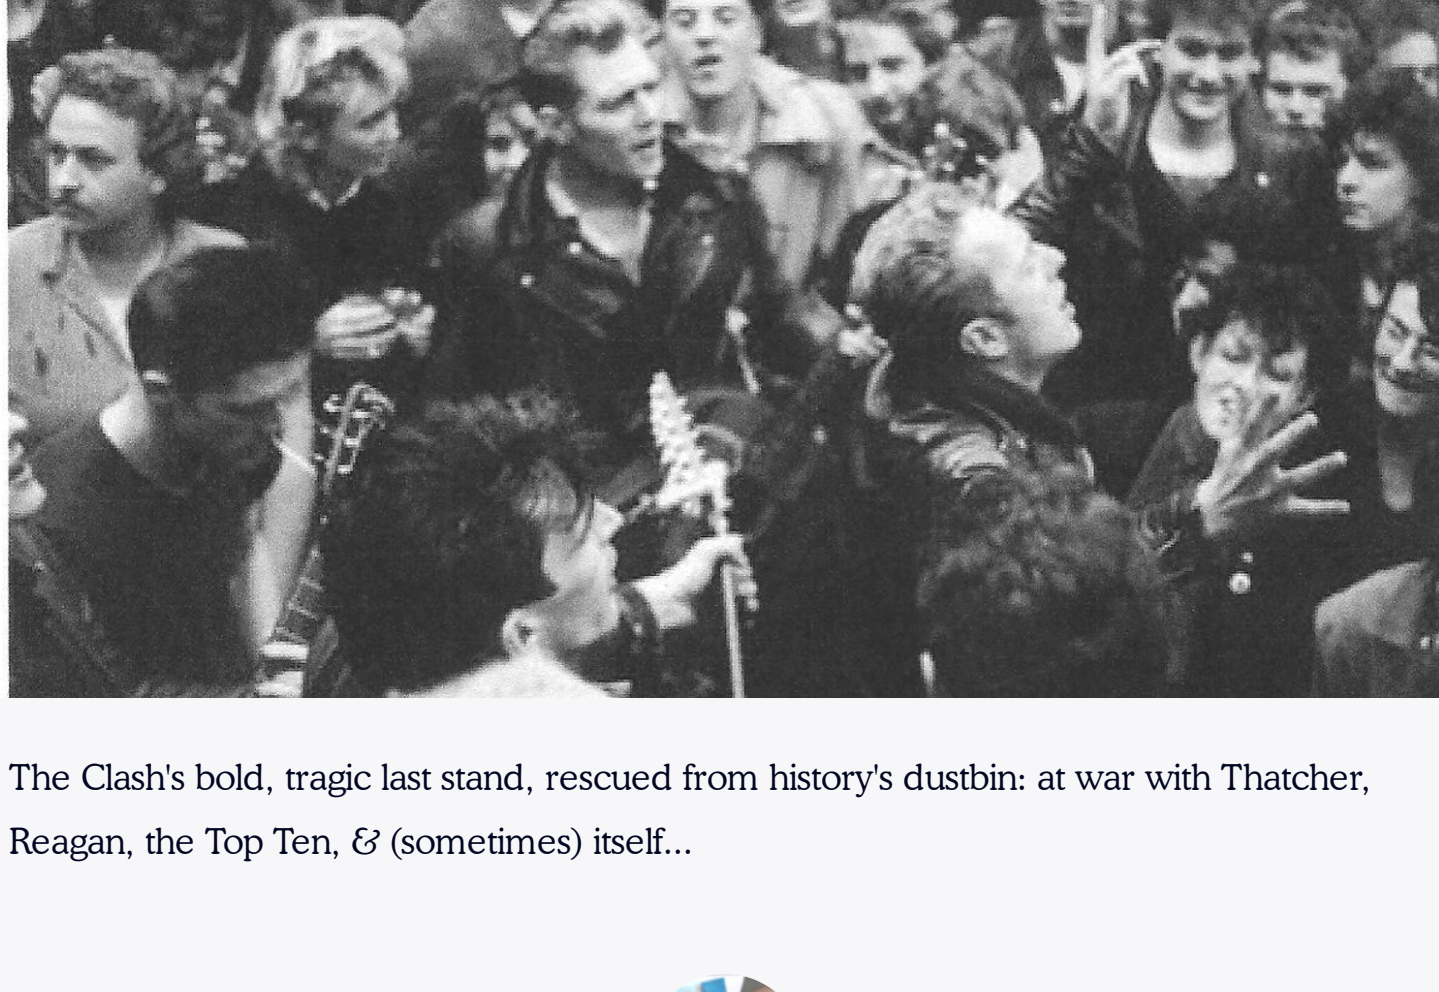 The Clash's bold, tragic last stand, rescued from history's dustbin: at war with Thatcher,
Reagan, the Top Ten, & (sometimes) itself...